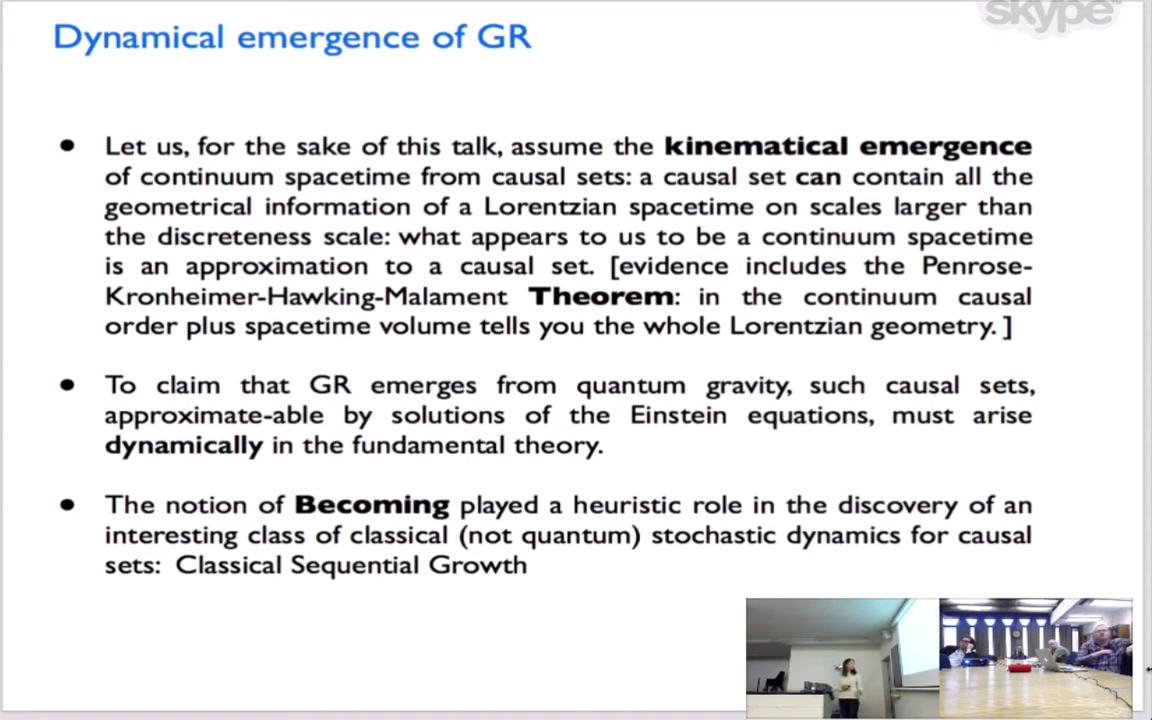 skype
Dynamical emergence of GR
• Let us, for the sake of this talk, assume the kinematical emergence
of continuum spacetime from causal sets: a causal set can contain all the
geometrical information of a Lorentzian spacetime on scales larger than
the discreteness scale: what appears to us to be a continuum spacetime
is an approximation to a causal set. [evidence includes the Penrose-
Kronheimer-Hawking-Malament Theorem: in the continuum causal
order plus spacetime volume tells you the whole Lorentzian geometry. ]
• To claim that GR emerges from quantum gravity, such causal sets,
approximate-able by solutions of the Einstein equations, must arise
dynamically in the fundamental theory.
• The notion of Becoming played a heuristic role in the discovery of an
interesting class of classical (not quantum) stochastic dynamics for causal
sets: Classical Sequential Growth